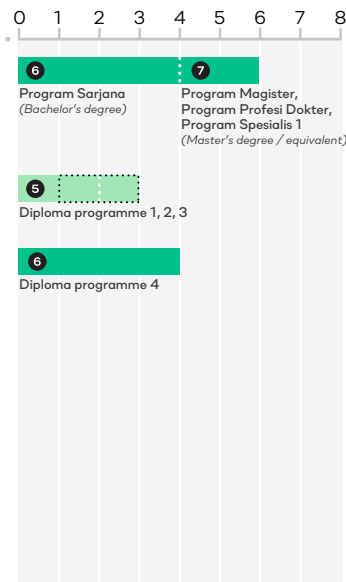 0 1 2 3 4 5 6 7 8
6 7
Program Sarjana
(Bachelor's degree)
Program Magister,
Program Profesi Dokter,
Program Spesialis 1
(Master's degree / equivalent)
5
Diploma programme 1, 2, 3
6
Diploma programme 4